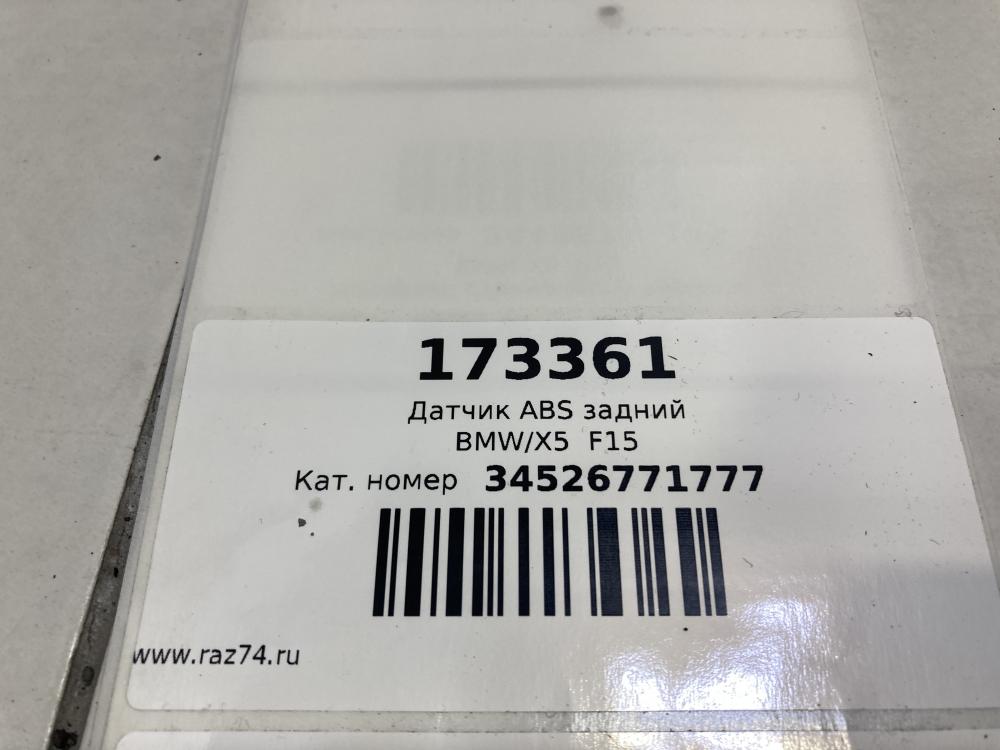 173361
Датчик ABS задний
BMW/X5 F15
Кат. номер 34526771777
www.raz74.ru